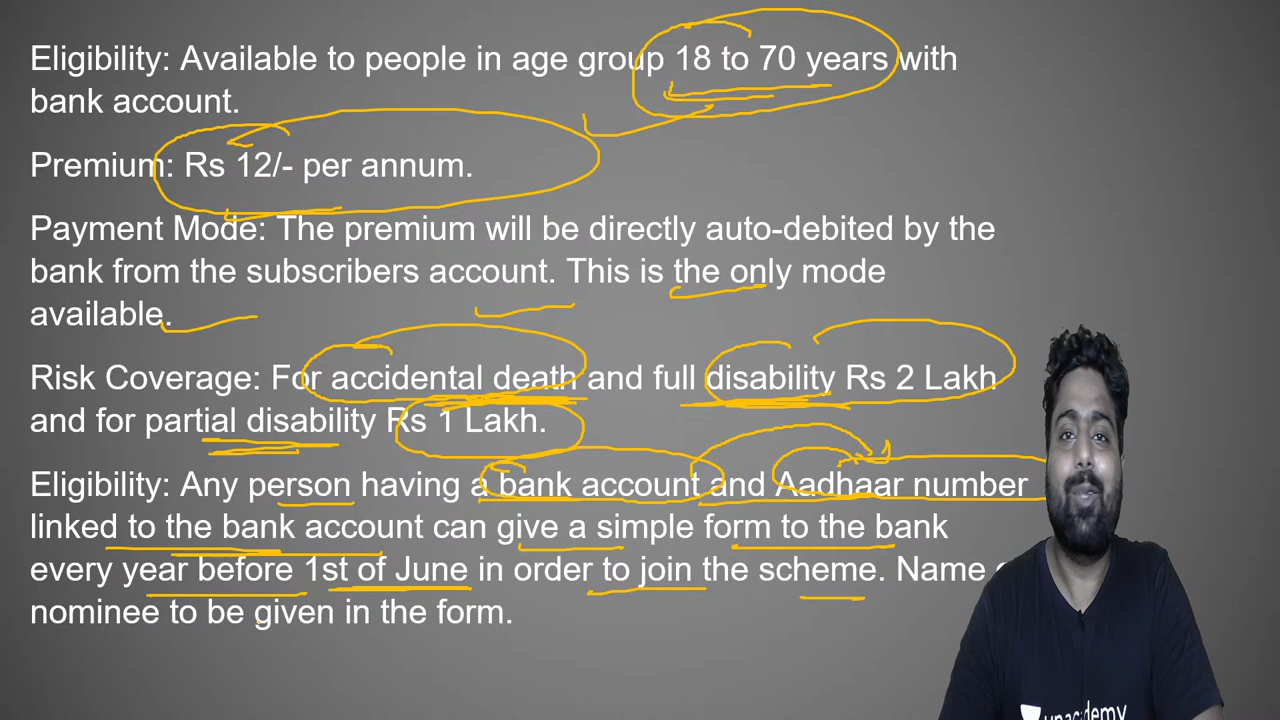 Eligibility: Available to people in age group 18 to 70 years with
bank account.
Premium: Rs 12/- per annum.
Payment Mode: The premium will be directly auto-debited by the
bank from the subscribers account. This is the only mode
available.
Risk Coverage: For accidental death and full disability Rs 2 Lakh
and for partial disability Rs 1 Lakh.
Eligibility: Any person having a bank account and Aadhaar number
linked to the bank account can give a simple form to the bank
every year before 1st of June in order to join the scheme. Name
nominee to be given in the form.
unacademy